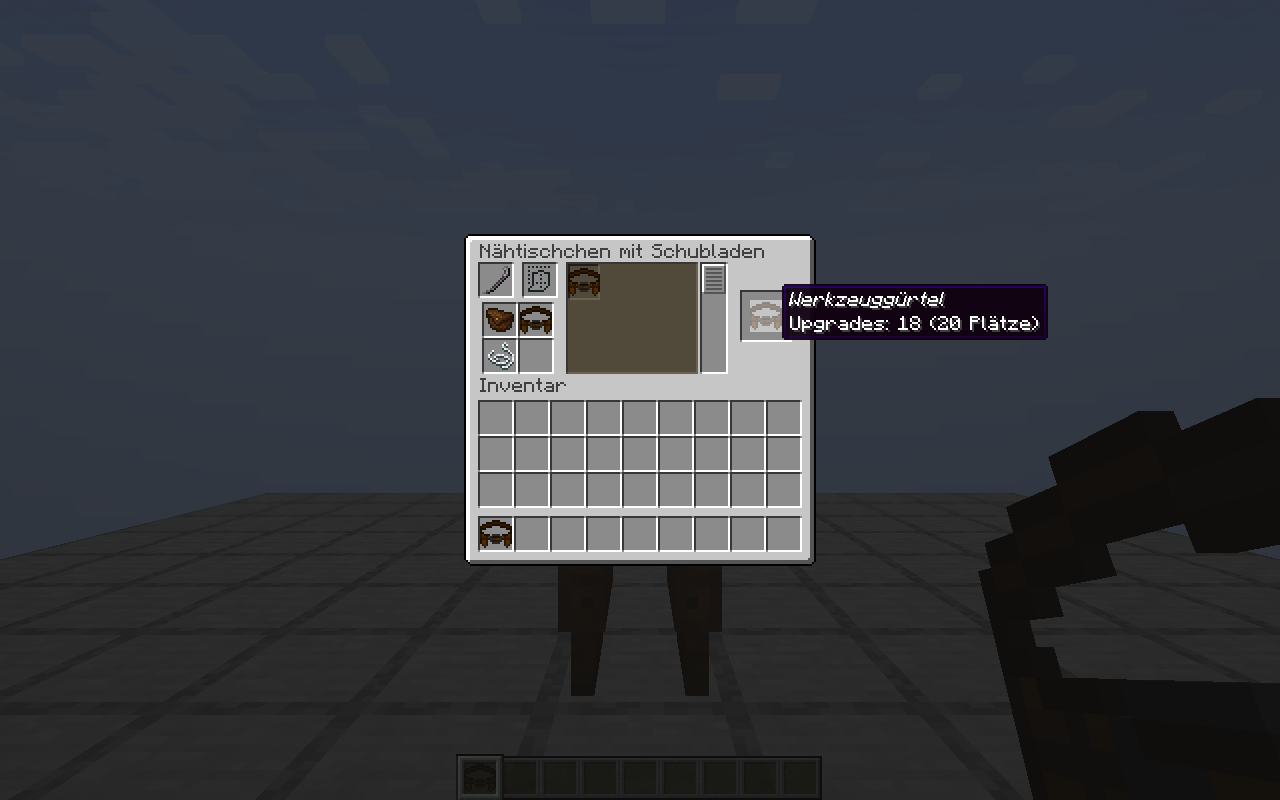 Nähtischchen mit Schubladen
Werkzeuggürtel
Upgrades: 18 (20 Plätze)
Inventar